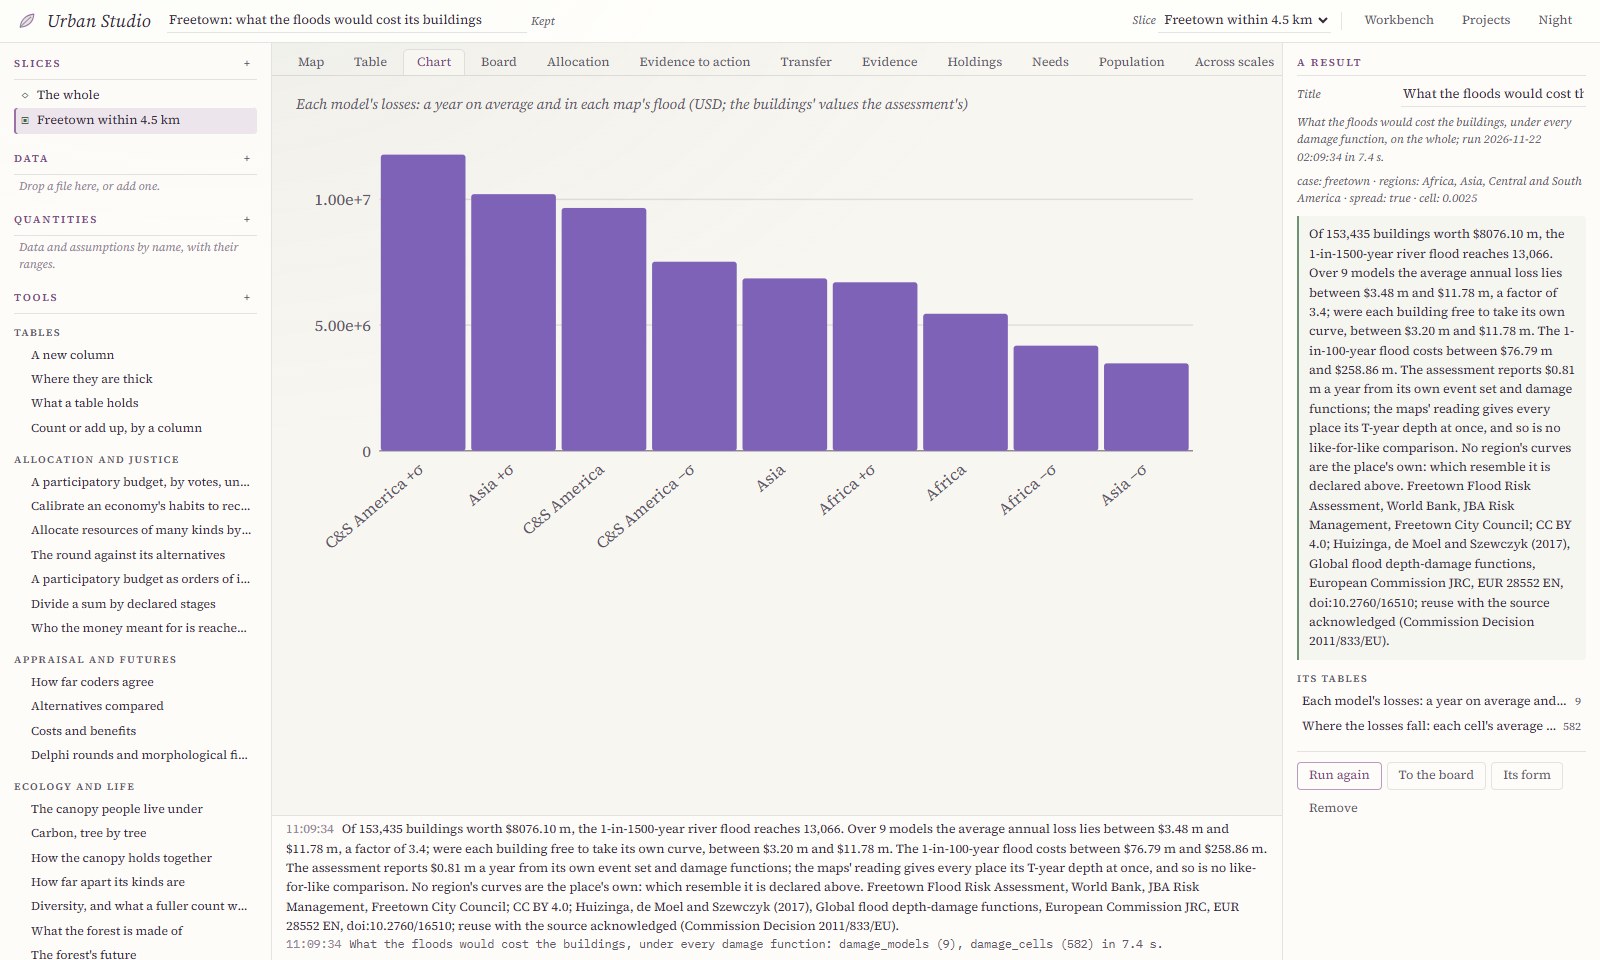 Urban Studio
Freetown: what the floods would cost its buildings
Kept
Slice Freetown within 4.5 km
Workbench
Projects
Night
SLICES +
The whole
Freetown within 4.5 km
DATA +
Drop a file here, or add one.
QUANTITIES +
Data and assumptions by name, with their
ranges.
TOOLS +
TABLES
A new column
Where they are thick
What a table holds
Count or add up, by a column
ALLOCATION AND JUSTICE
A participatory budget, by votes, un...
Calibrate an economy's habits to rec...
Allocate resources of many kinds by...
The round against its alternatives
A participatory budget as orders of i...
Divide a sum by declared stages
Who the money meant for is reache...
APPRAISAL AND FUTURES
How far coders agree
Alternatives compared
Costs and benefits
Delphi rounds and morphological fi...
ECOLOGY AND LIFE
The canopy people live under
Carbon, tree by tree
How the canopy holds together
How far apart its kinds are
Diversity, and what a fuller count w...
What the forest is made of
The forest's future
Map Table Chart Board Allocation Evidence to action Transfer Evidence Holdings Needs Population Across scales
Each model's losses: a year on average and in each map's flood (USD; the buildings' values the assessment's)
1.00e+7
5.00e+6
0
C&S America +σ
Asia +σ
C&S America
C&S America −σ
Asia
Africa +σ
Africa
Africa −σ
Asia −σ
11:09:34 Of 153,435 buildings worth $8076.10 m, the 1-in-1500-year river flood reaches 13,066. Over 9 models the average annual loss lies between $3.48 m and
$11.78 m, a factor of 3.4; were each building free to take its own curve, between $3.20 m and $11.78 m. The 1-in-100-year flood costs between $76.79 m and $258.86 m.
The assessment reports $0.81 m a year from its own event set and damage functions; the maps' reading gives every place its T-year depth at once, and so is no like-
for-like comparison. No region's curves are the place's own: which resemble it is declared above. Freetown Flood Risk Assessment, World Bank, JBA Risk
Management, Freetown City Council; CC BY 4.0; Huizinga, de Moel and Szewczyk (2017), Global flood depth-damage functions, European Commission JRC, EUR
28552 EN, doi:10.2760/16510; reuse with the source acknowledged (Commission Decision 2011/833/EU).
11:09:34 What the floods would cost the buildings, under every damage function: damage_models (9), damage_cells (582) in 7.4 s.
A RESULT
Title What the floods would cost th
What the floods would cost the buildings, under every
damage function, on the whole; run 2026-11-22
02:09:34 in 7.4 s.
case: freetown · regions: Africa, Asia, Central and South
America · spread: true · cell: 0.0025
Of 153,435 buildings worth $8076.10 m, the
1-in-1500-year river flood reaches 13,066.
Over 9 models the average annual loss lies
between $3.48 m and $11.78 m, a factor of
3.4; were each building free to take its own
curve, between $3.20 m and $11.78 m. The 1-
in-100-year flood costs between $76.79 m
and $258.86 m. The assessment reports $0.81
m a year from its own event set and damage
functions; the maps' reading gives every
place its T-year depth at once, and so is no
like-for-like comparison. No region's curves
are the place's own: which resemble it is
declared above. Freetown Flood Risk
Assessment, World Bank, JBA Risk
Management, Freetown City Council; CC BY
4.0; Huizinga, de Moel and Szewczyk (2017),
Global flood depth-damage functions,
European Commission JRC, EUR 28552 EN,
doi:10.2760/16510; reuse with the source
acknowledged (Commission Decision
2011/833/EU).
ITS TABLES
Each model's losses: a year on average and... 9
Where the losses fall: each cell's average ... 582
Run again
To the board
Its form
Remove